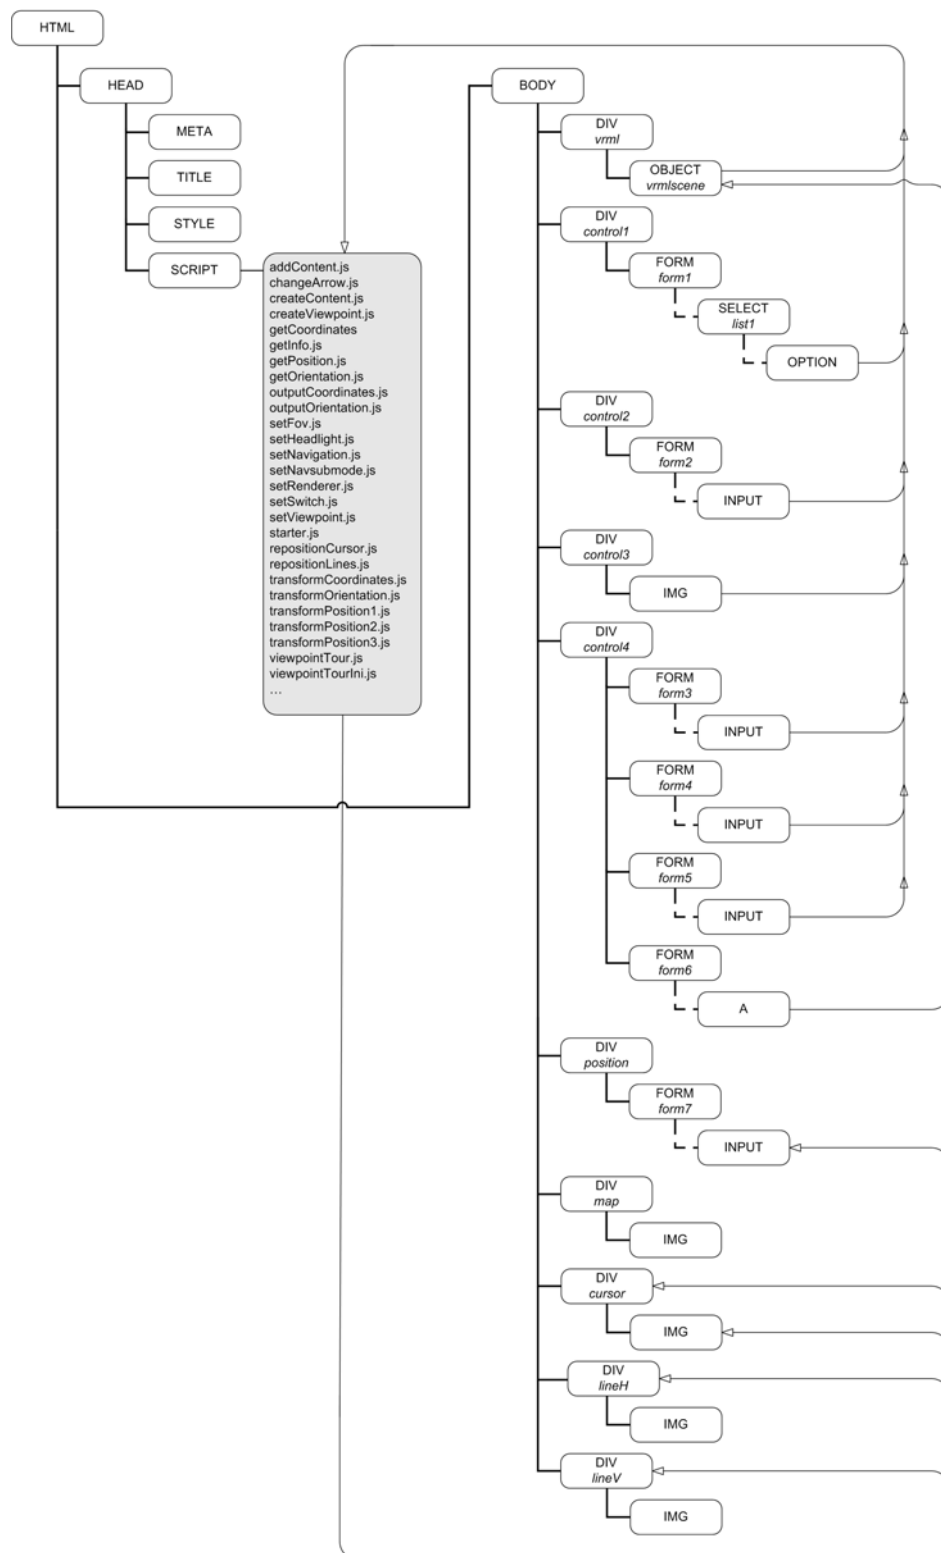 HTML
HEAD
META
TITLE
STYLE
SCRIPT
addContent.js
changeArrow.js
createContent.js
createViewpoint.js
getCoordinates
getInfo.js
getPosition.js
getOrientation.js
outputCoordinates.js
outputOrientation.js
setFov.js
setHeadlight.js
setNavigation.js
setNavsubmode.js
setRenderer.js
setSwitch.js
setViewpoint.js
starter.js
repositionCursor.js
repositionLines.js
transformCoordinates.js
transformOrientation.js
transformPosition1.js
transformPosition2.js
transformPosition3.js
viewpointTour.js
viewpointTourIni.js
...
BODY
DIV
vrml
OBJECT
vrmlscene
DIV
control1
FORM
form1
SELECT
list1
OPTION
DIV
control2
FORM
form2
INPUT
DIV
control3
IMG
DIV
control4
FORM
form3
INPUT
FORM
form4
INPUT
FORM
form5
INPUT
FORM
form6
A
DIV
position
FORM
form7
INPUT
DIV
map
IMG
DIV
cursor
IMG
DIV
lineH
IMG
DIV
lineV
IMG